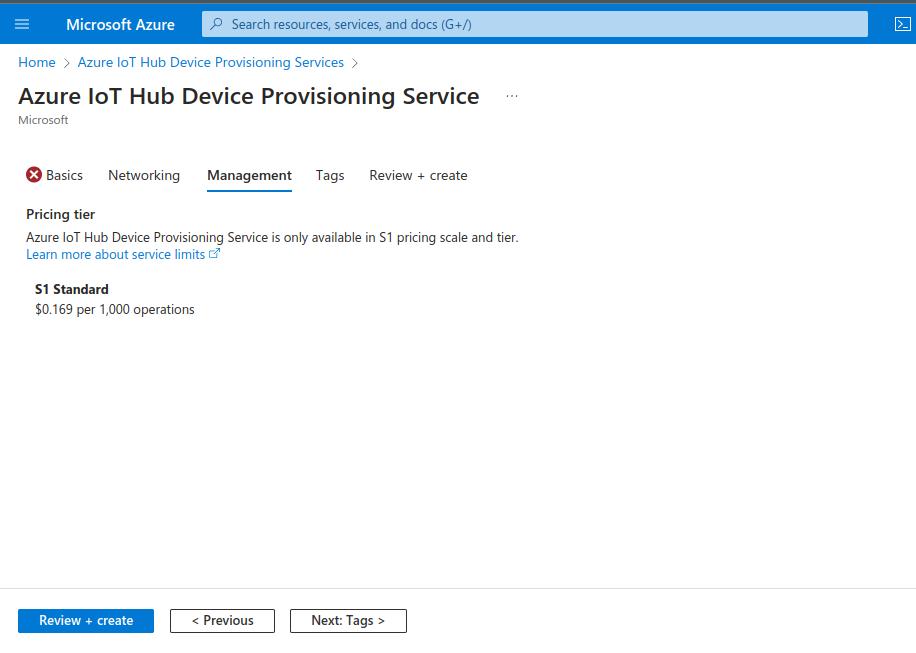 Microsoft Azure
Search resources, services, and docs (G+/)
Home > Azure IoT Hub Device Provisioning Services >
Azure IoT Hub Device Provisioning Service ...
Microsoft
Basics Networking Management Tags Review + create
Pricing tier
Azure IoT Hub Device Provisioning Service is only available in S1 pricing scale and tier.
Learn more about service limits
S1 Standard
$0.169 per 1,000 operations
Review + create < Previous Next: Tags >